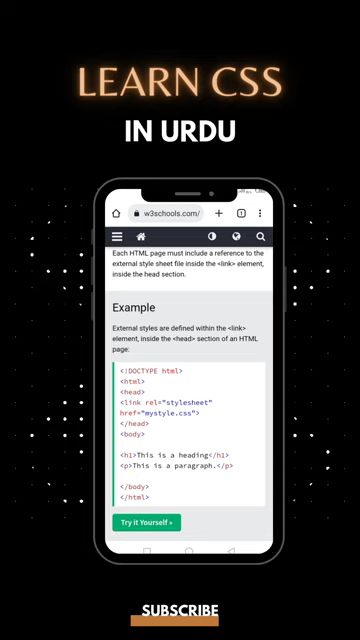 LEARN CSS
IN URDU
w3schools.com/
1
Each HTML page must include a reference to the
external style sheet file inside the <link> element,
inside the head section.
Example
External styles are defined within the <link>
element, inside the <head> section of an HTML
page:
<!DOCTYPE html>
<html>
<head>
<link rel="stylesheet"
href="mystyle.css">
</head>
<body>
<h1>This is a heading</h1>
<p>This is a paragraph.</p>
</body>
</html>
Try it Yourself »
SUBSCRIBE